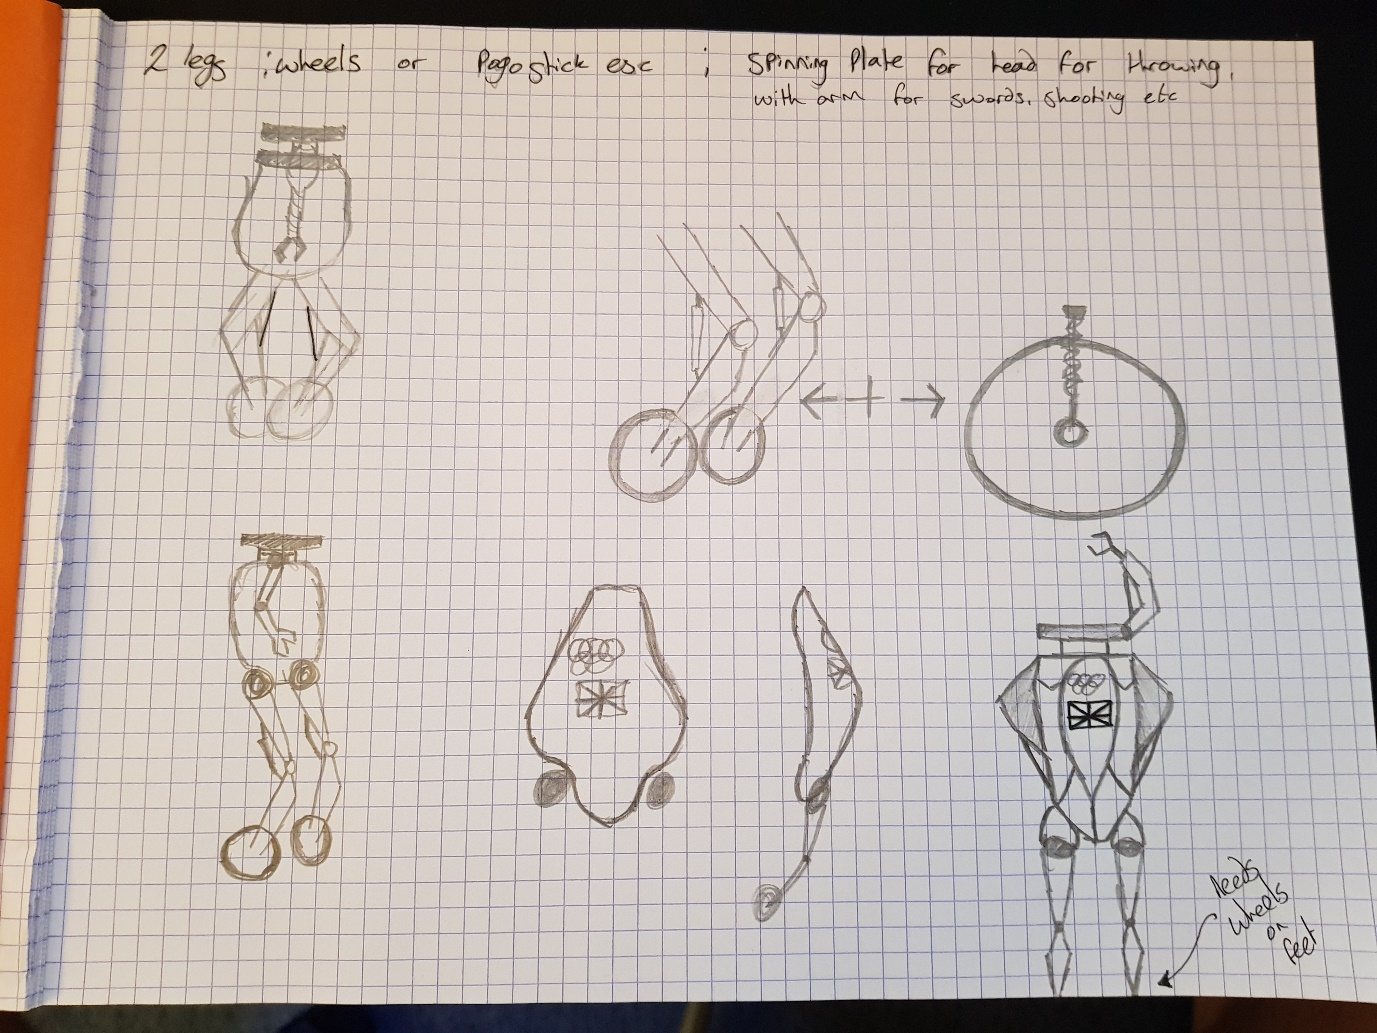 2 legs ; wheels or Pogo stick esc ; Spinning Plate for head for throwing,
with arm for swords, shooting etc
Needs
wheels
on
feet